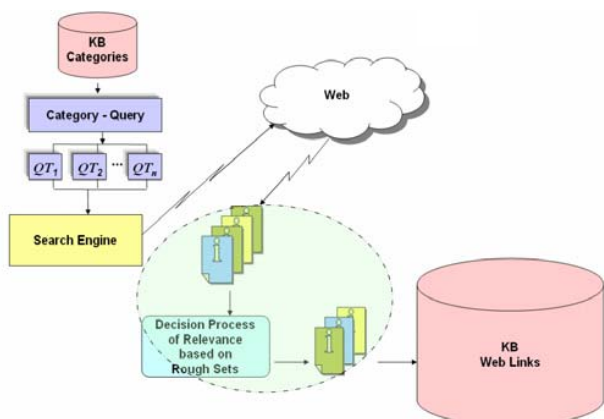 KB
Categories
Category - Query
QT1 QT2 ... QTn
Search Engine
Web
i i i i
Decision Process
of Relevance
based on
Rough Sets
i i i
KB
Web Links